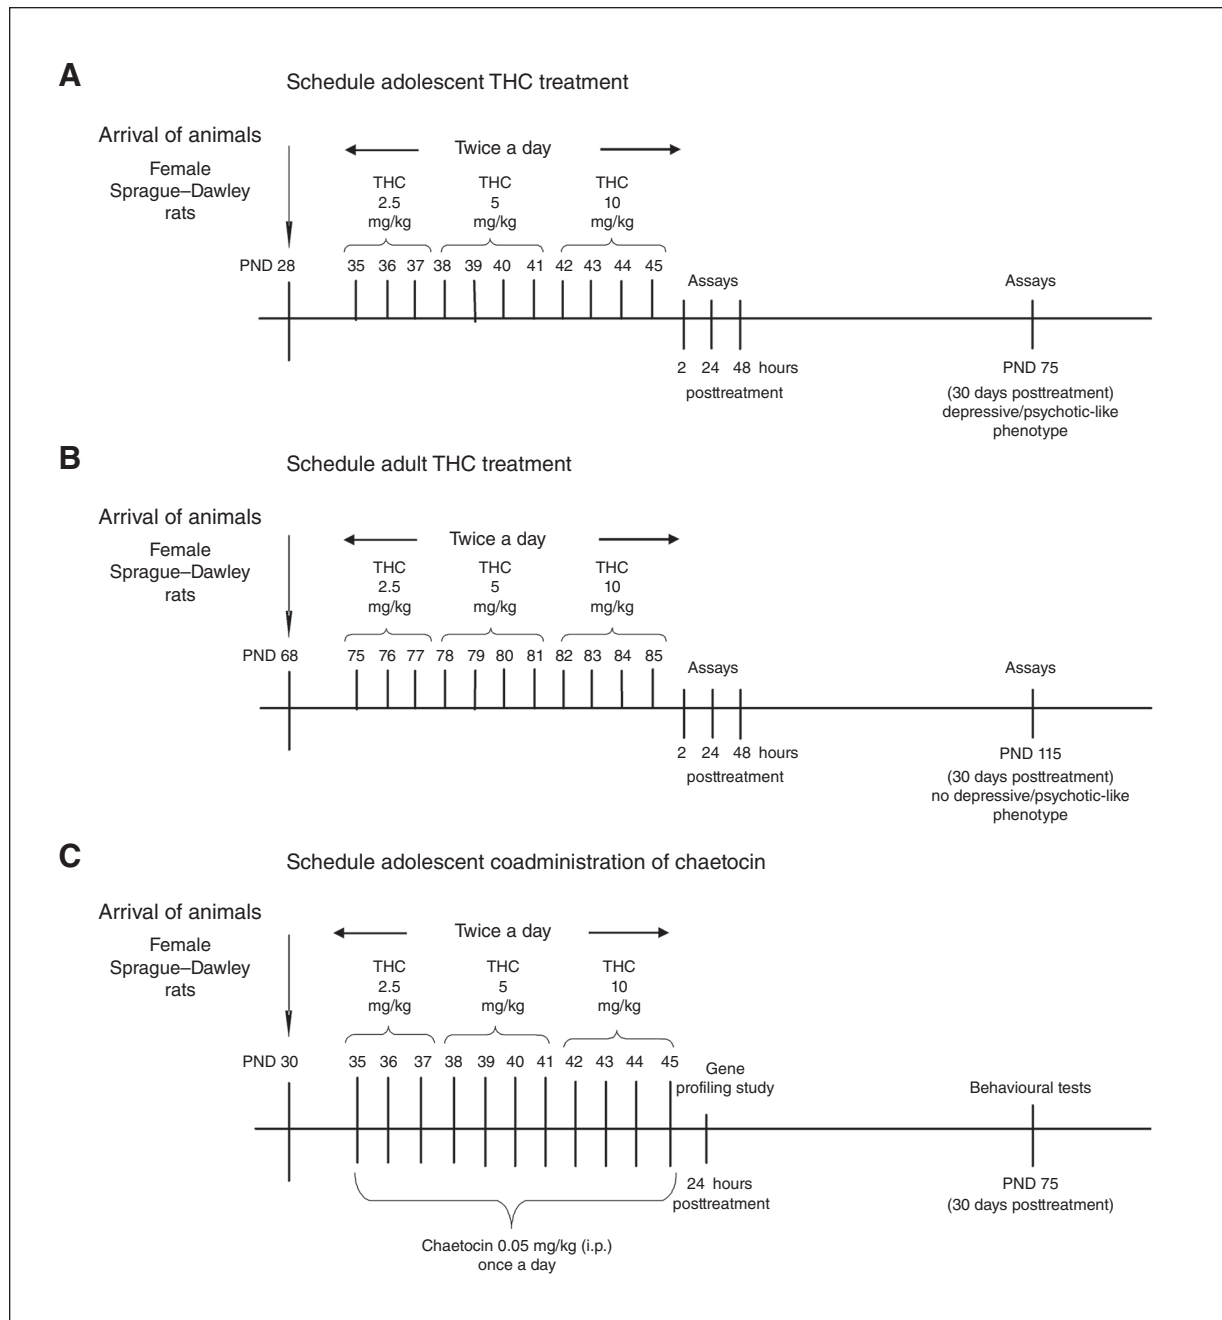 A
Schedule adolescent THC treatment
Arrival of animals
Female
Sprague–Dawley
rats
Twice a day
THC
2.5
mg/kg
THC
5
mg/kg
THC
10
mg/kg
PND 28
35 36 37 38 39 40 41 42 43 44 45
Assays
Assays
2 24 48 hours
posttreatment
PND 75
(30 days posttreatment)
depressive/psychotic-like
phenotype
B
Schedule adult THC treatment
Arrival of animals
Female
Sprague–Dawley
rats
Twice a day
THC
2.5
mg/kg
THC
5
mg/kg
THC
10
mg/kg
PND 68
75 76 77 78 79 80 81 82 83 84 85
Assays
Assays
2 24 48 hours
posttreatment
PND 115
(30 days posttreatment)
no depressive/psychotic-like
phenotype
C
Schedule adolescent coadministration of chaetocin
Arrival of animals
Female
Sprague–Dawley
rats
Twice a day
THC
2.5
mg/kg
THC
5
mg/kg
THC
10
mg/kg
PND 30
35 36 37 38 39 40 41 42 43 44 45
Gene
profiling study
Behavioural tests
24 hours
posttreatment
PND 75
(30 days posttreatment)
Chaetocin 0.05 mg/kg (i.p.)
once a day